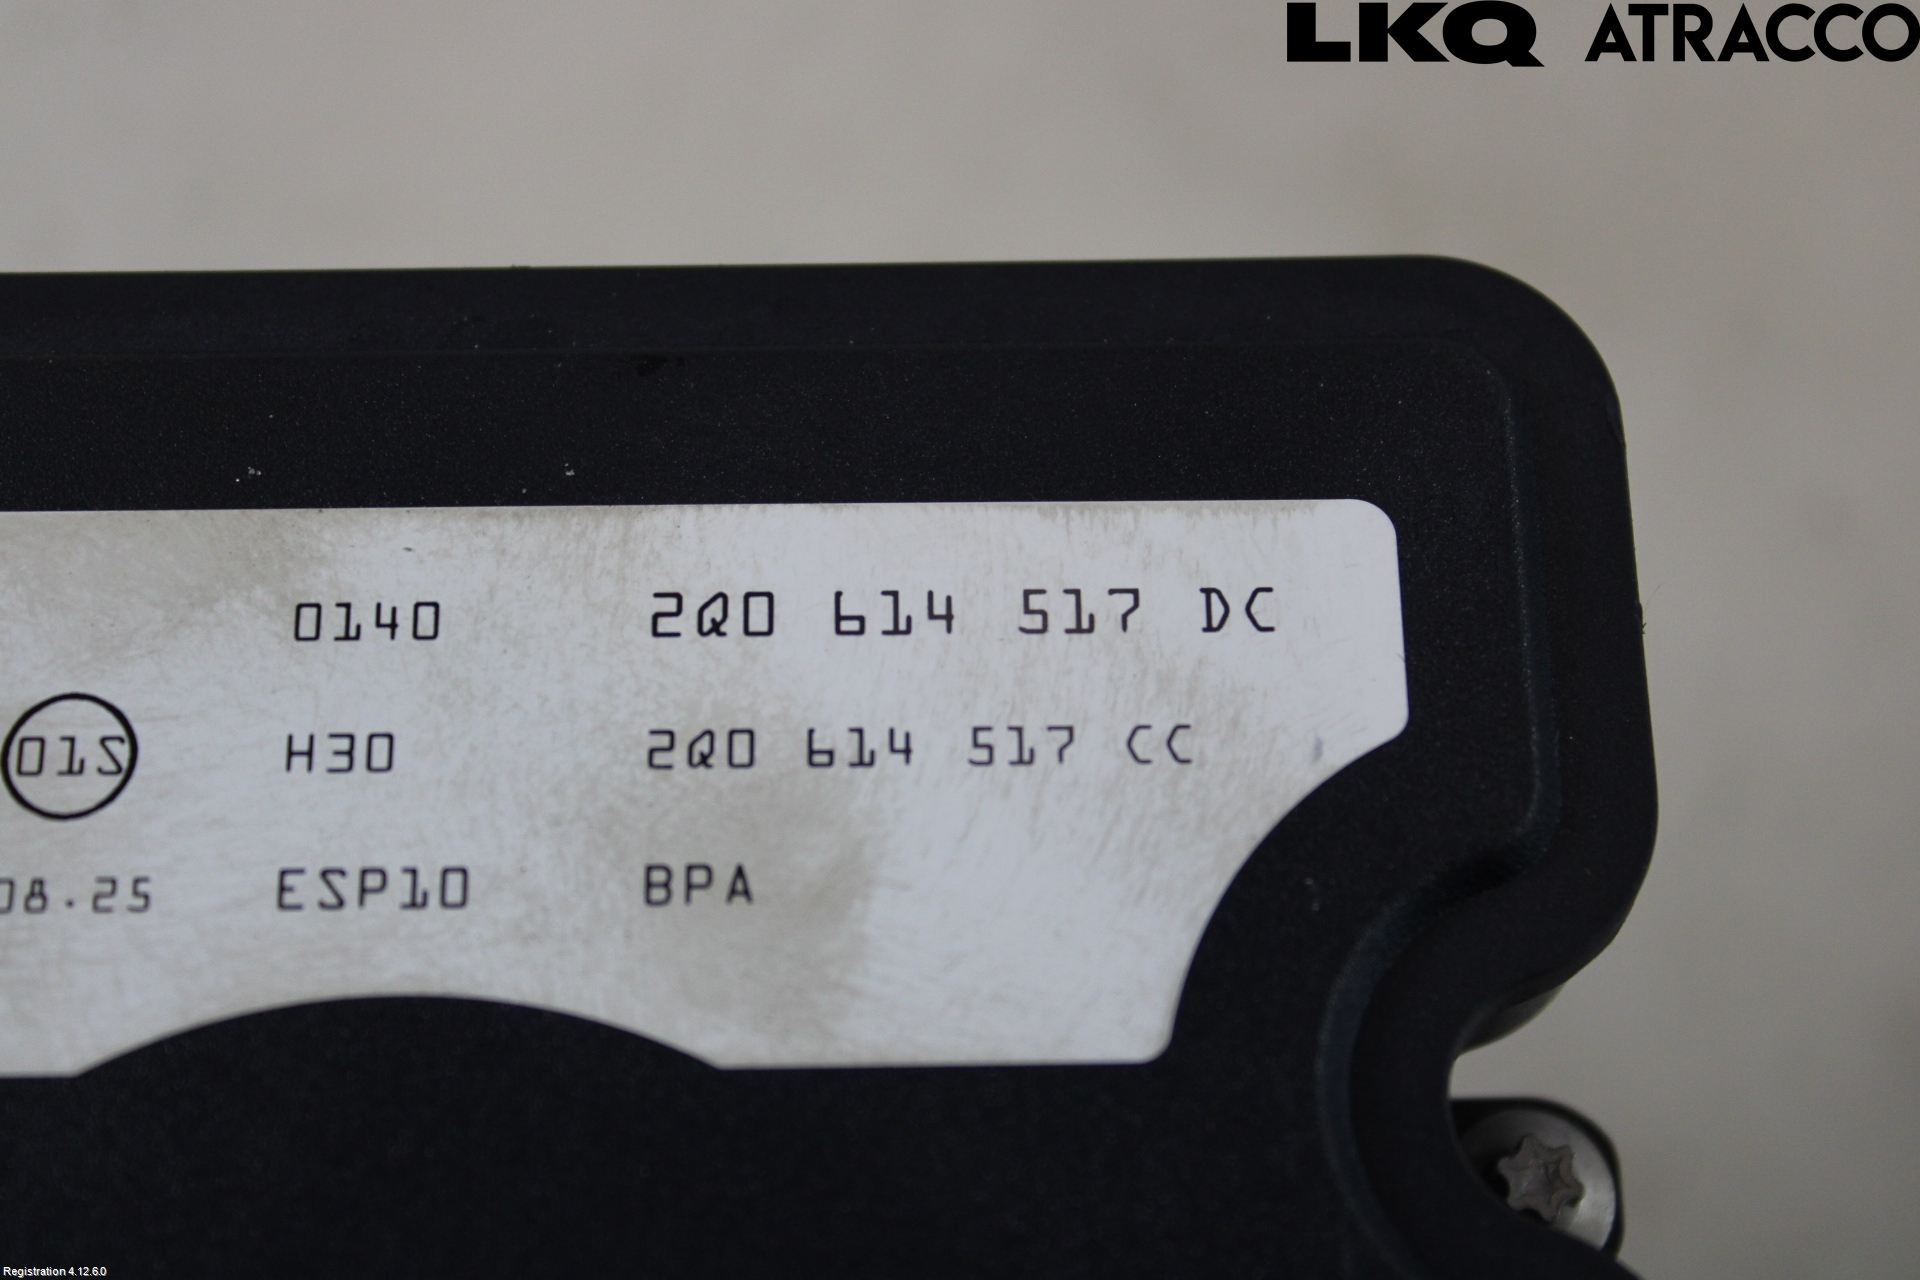 LKQ ATRACCO
0140 2Q0 614 517 DC
01S H30 2Q0 614 517 CC
08.25 ESP10 BPA
Registration 4.12.6.0